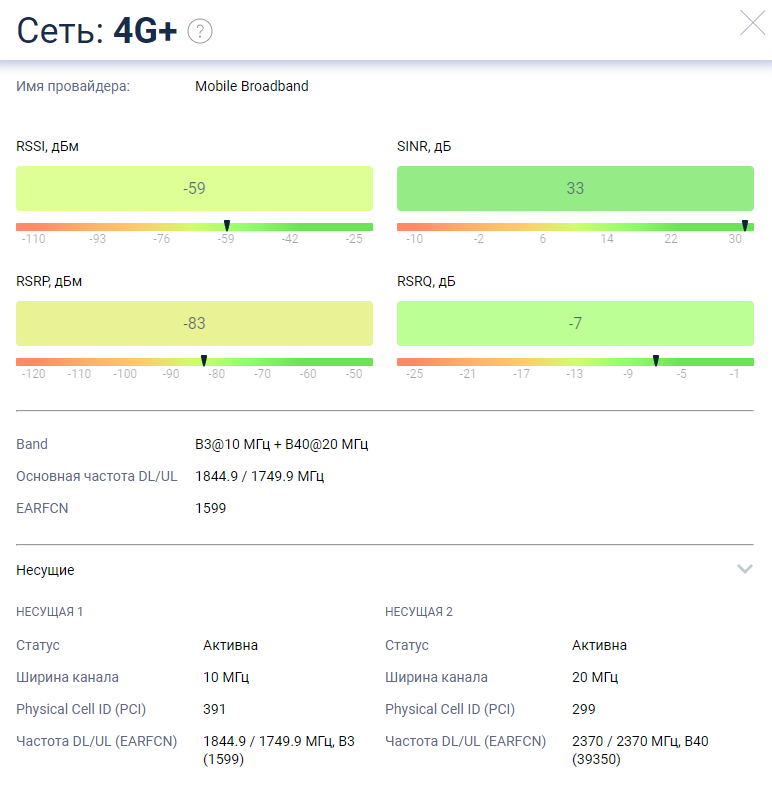 Сеть: 4G+ ?
Имя провайдера: Mobile Broadband
RSSI, дБм SINR, дБ
-59 33
-110 -93 -76 -59 -42 -25 -10 -2 6 14 22 30
RSRP, дБм RSRQ, дБ
-83 -7
-120 -110 -100 -90 -80 -70 -60 -50 -25 -21 -17 -13 -9 -5 -1
Band B3@10 МГц + B40@20 МГц
Основная частота DL/UL 1844.9 / 1749.9 МГц
EARFCN 1599
Несущие
НЕСУЩАЯ 1 НЕСУЩАЯ 2
Статус Активна Статус Активна
Ширина канала 10 МГц Ширина канала 20 МГц
Physical Cell ID (PCI) 391 Physical Cell ID (PCI) 299
Частота DL/UL (EARFCN) 1844.9 / 1749.9 МГц, B3 Частота DL/UL (EARFCN) 2370 / 2370 МГц, B40
(1599) (39350)